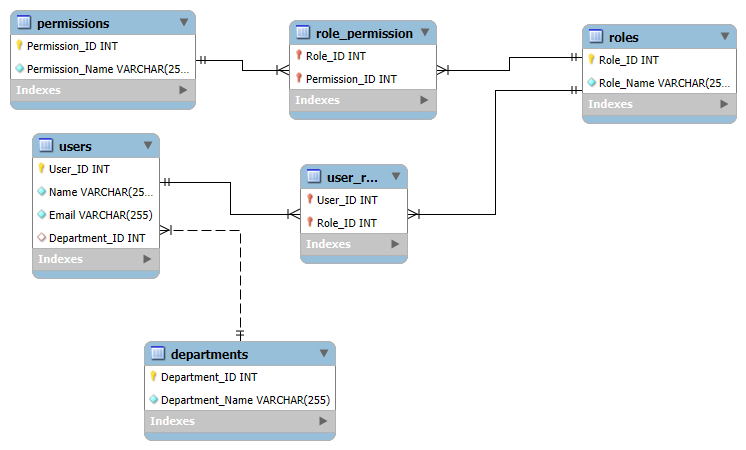 permissions
Permission_ID INT
Permission_Name VARCHAR(25...
Indexes
role_permission
Role_ID INT
Permission_ID INT
Indexes
roles
Role_ID INT
Role_Name VARCHAR(25...
Indexes
users
User_ID INT
Name VARCHAR(25...
Email VARCHAR(255)
Department_ID INT
Indexes
user_r...
User_ID INT
Role_ID INT
Indexes
departments
Department_ID INT
Department_Name VARCHAR(255)
Indexes